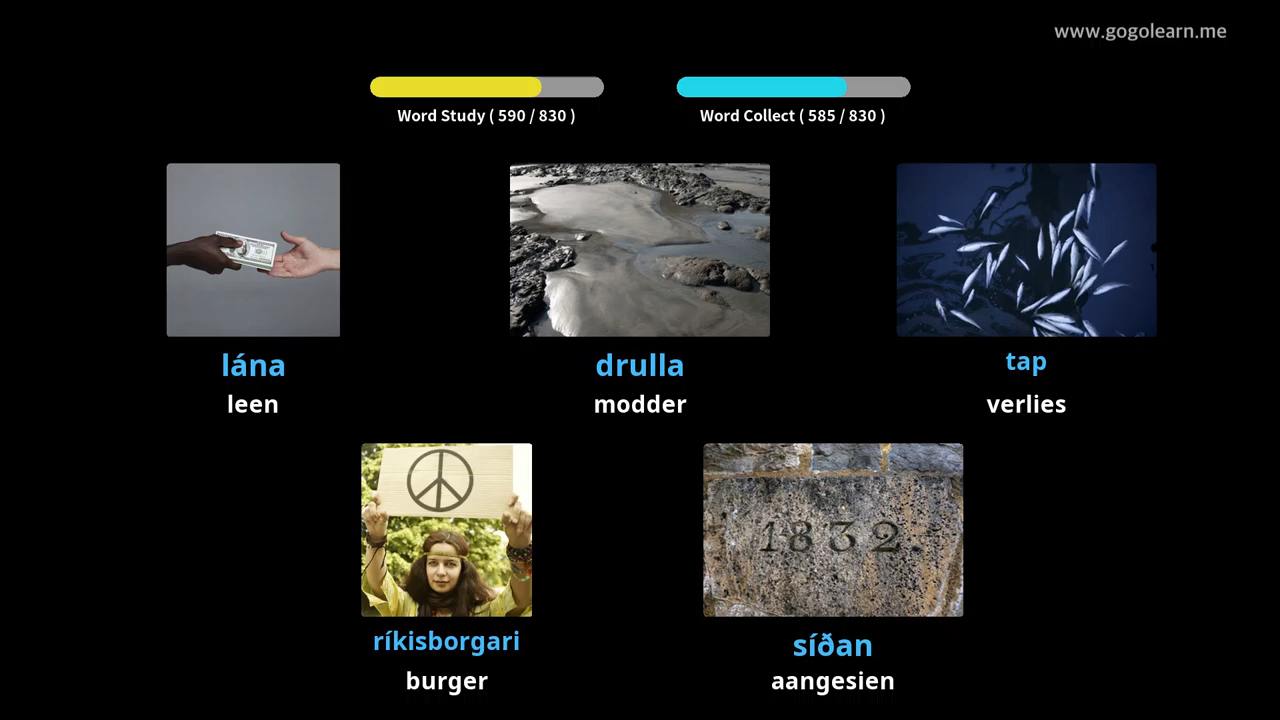 www.gogolearn.me
Word Study ( 590 / 830 )
Word Collect ( 585 / 830 )
lána
leen
drulla
modder
tap
verlies
ríkisborgari
burger
1832.
síðan
aangesien